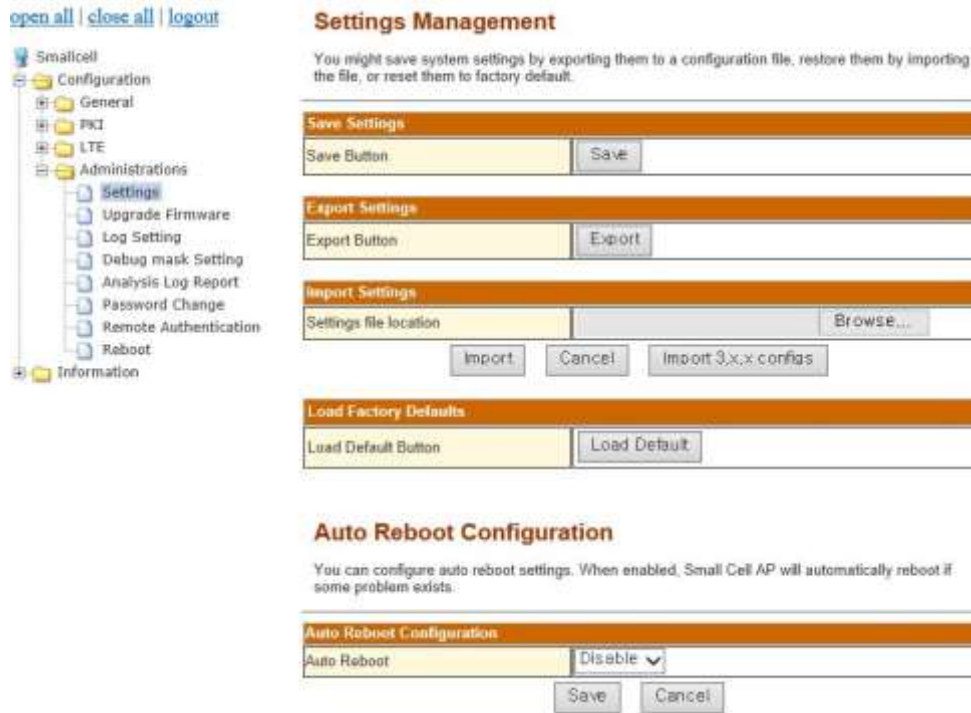 open all | close all | logout
Smallcell
Configuration
General
PKI
LTE
Administrations
Settings
Upgrade Firmware
Log Setting
Debug mask Setting
Analysis Log Report
Password Change
Remote Authentication
Reboot
Information
Settings Management
You might save system settings by exporting them to a configuration file, restore them by importing
the file, or reset them to factory default.
Save Settings
Save Button
Save
Export Settings
Export Button
Export
Import Settings
Settings file location
Browse...
Import
Cancel
Import 3.x.x configs
Load Factory Defaults
Load Default Button
Load Default
Auto Reboot Configuration
You can configure auto reboot settings. When enabled, Small Cell AP will automatically reboot if
some problem exists.
Auto Reboot Configuration
Auto Reboot
Disable
Save
Cancel